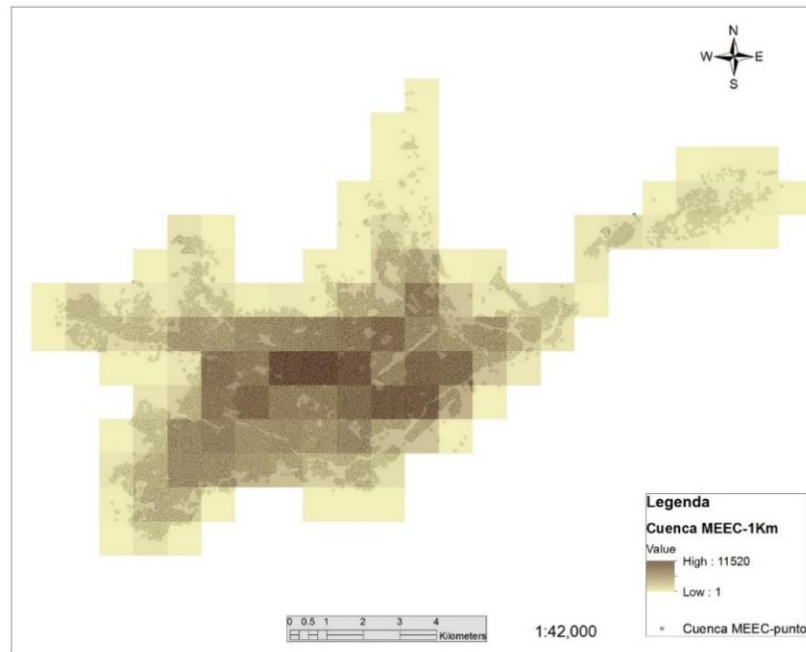 N
W E
S
Legenda
Cuenca MEEC-1Km
Value
High : 11520
Low : 1
Cuenca MEEC-punto
0 0.5 1 2 3 4
Kilometers
1:42,000